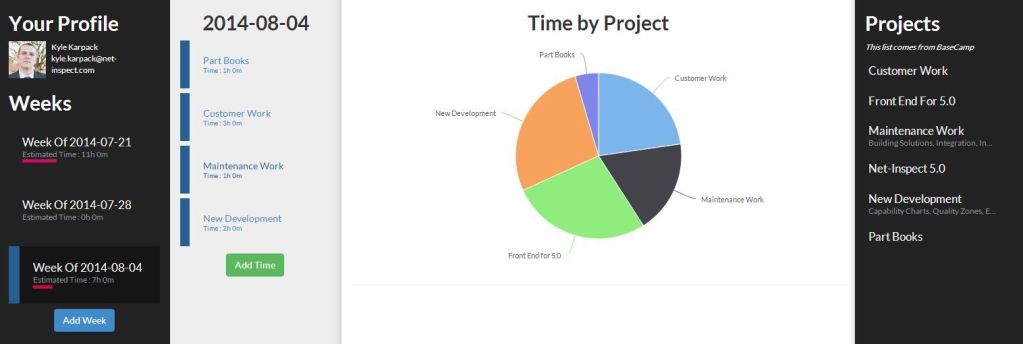 Your Profile
Kyle Karpack
kyle.karpack@net-
inspect.com
Weeks
Week Of 2014-07-21
Estimated Time : 11h 0m
Week Of 2014-07-28
Estimated Time : 0h 0m
Week Of 2014-08-04
Estimated Time : 7h 0m
Add Week
2014-08-04
Part Books
Time : 1h 0m
Customer Work
Time : 3h 0m
Maintenance Work
Time : 1h 0m
New Development
Time : 2h 0m
Add Time
Time by Project
Part Books
Customer Work
New Development
Maintenance Work
Front End for 5.0
Projects
This list comes from BaseCamp
Customer Work
Front End For 5.0
Maintenance Work
Building Solutions, Integration, In...
Net-Inspect 5.0
New Development
Capability Charts, Quality Zones, E...
Part Books